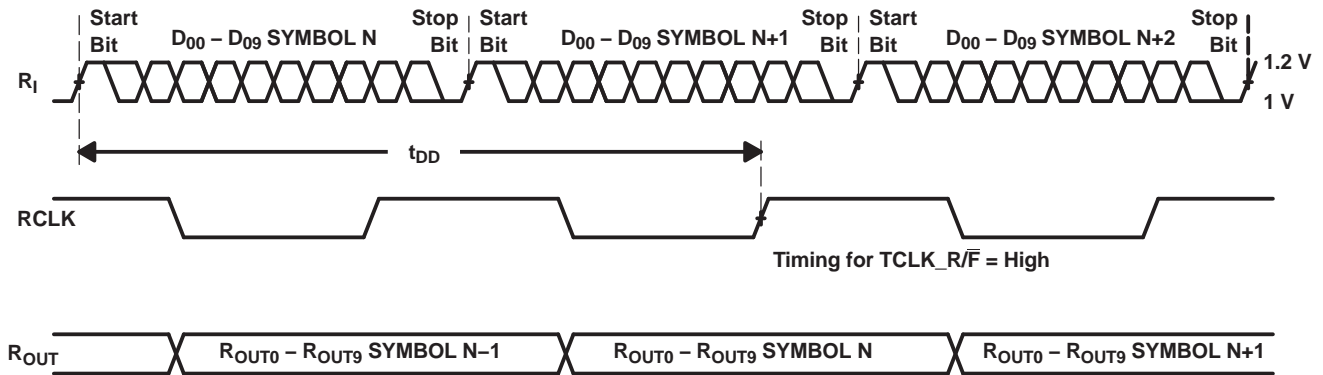 Start Bit
D00 – D09 SYMBOL N
Stop Bit
Start Bit
D00 – D09 SYMBOL N+1
Stop Bit
Start Bit
D00 – D09 SYMBOL N+2
Stop Bit
RI
1.2 V
1 V
tDD
RCLK
Timing for TCLK_R/F̅ = High
ROUT
ROUT0 – ROUT9 SYMBOL N–1
ROUT0 – ROUT9 SYMBOL N
ROUT0 – ROUT9 SYMBOL N+1